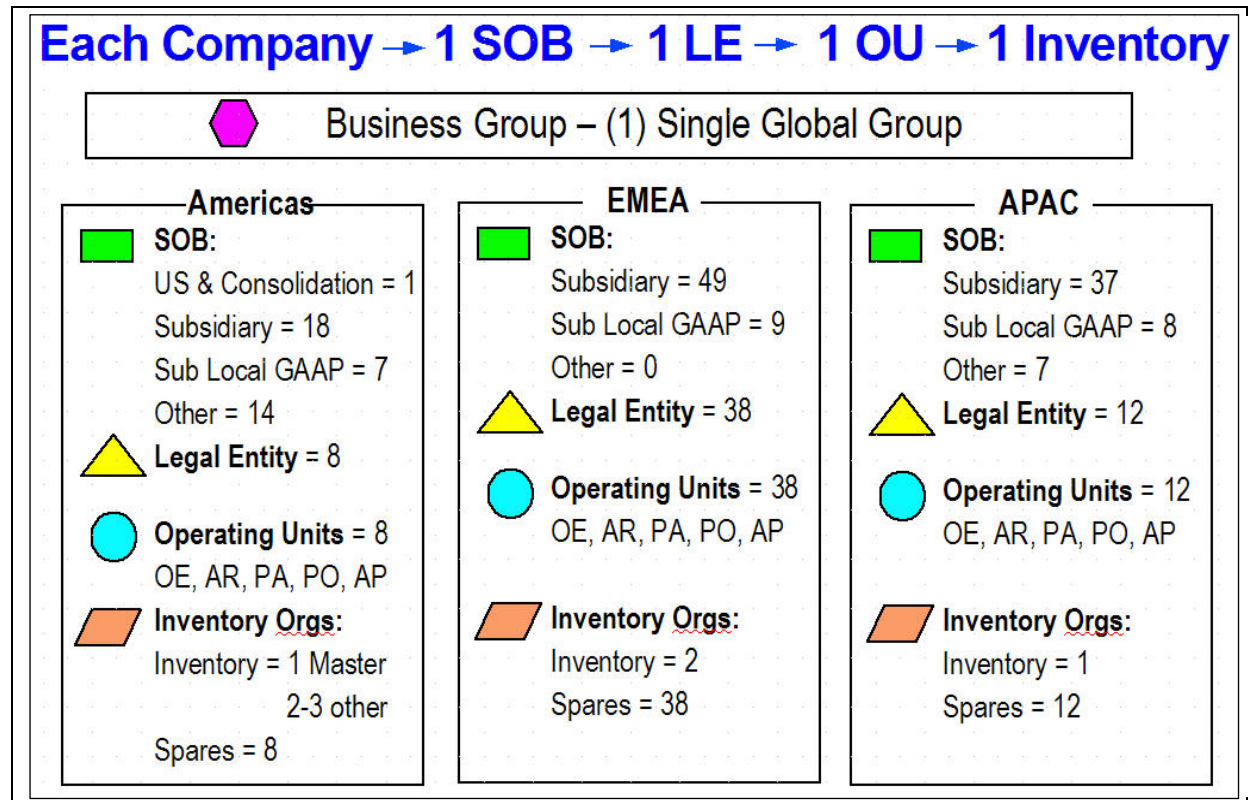 Each Company → 1 SOB → 1 LE → 1 OU → 1 Inventory
Business Group – (1) Single Global Group
Americas
SOB:
US & Consolidation = 1
Subsidiary = 18
Sub Local GAAP = 7
Other = 14
Legal Entity = 8
Operating Units = 8
OE, AR, PA, PO, AP
Inventory Orgs:
Inventory = 1 Master
2-3 other
Spares = 8
EMEA
SOB:
Subsidiary = 49
Sub Local GAAP = 9
Other = 0
Legal Entity = 38
Operating Units = 38
OE, AR, PA, PO, AP
Inventory Orgs:
Inventory = 2
Spares = 38
APAC
SOB:
Subsidiary = 37
Sub Local GAAP = 8
Other = 7
Legal Entity = 12
Operating Units = 12
OE, AR, PA, PO, AP
Inventory Orgs:
Inventory = 1
Spares = 12